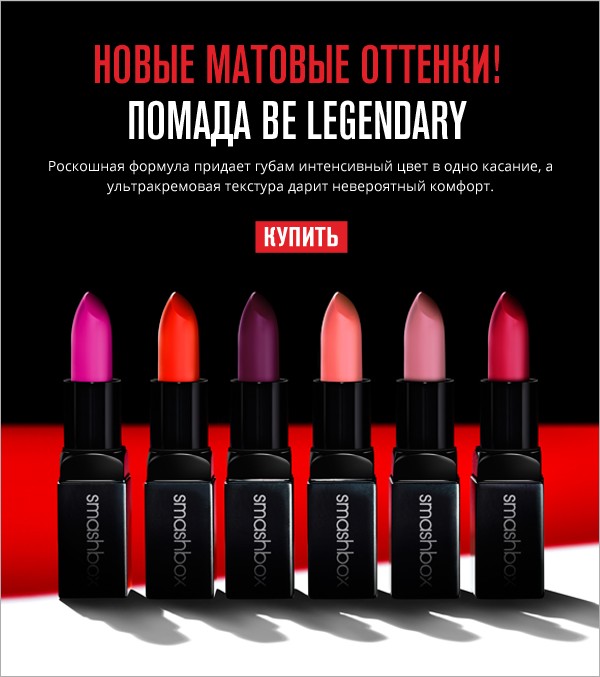 НОВЫЕ МАТОВЫЕ ОТТЕНКИ!
ПОМАДА BE LEGENDARY
Роскошная формула придает губам интенсивный цвет в одно касание, а
ультракремовая текстура дарит невероятный комфорт.
КУПИТЬ
smashbox
smashbox
smashbox
smashbox
smashbox
smashbox